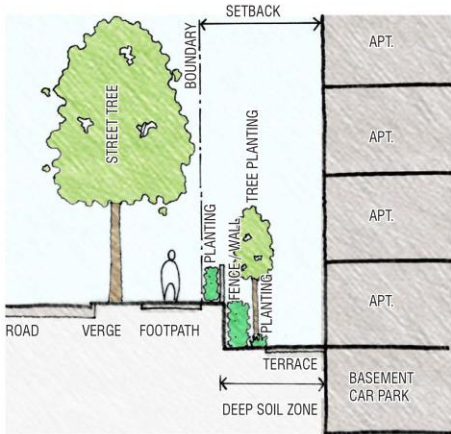 SETBACK
BOUNDARY
STREET TREE
TREE PLANTING
PLANTING
FENCE / WALL
PLANTING
APT.
APT.
APT.
APT.
ROAD
VERGE
FOOTPATH
TERRACE
DEEP SOIL ZONE
BASEMENT
CAR PARK